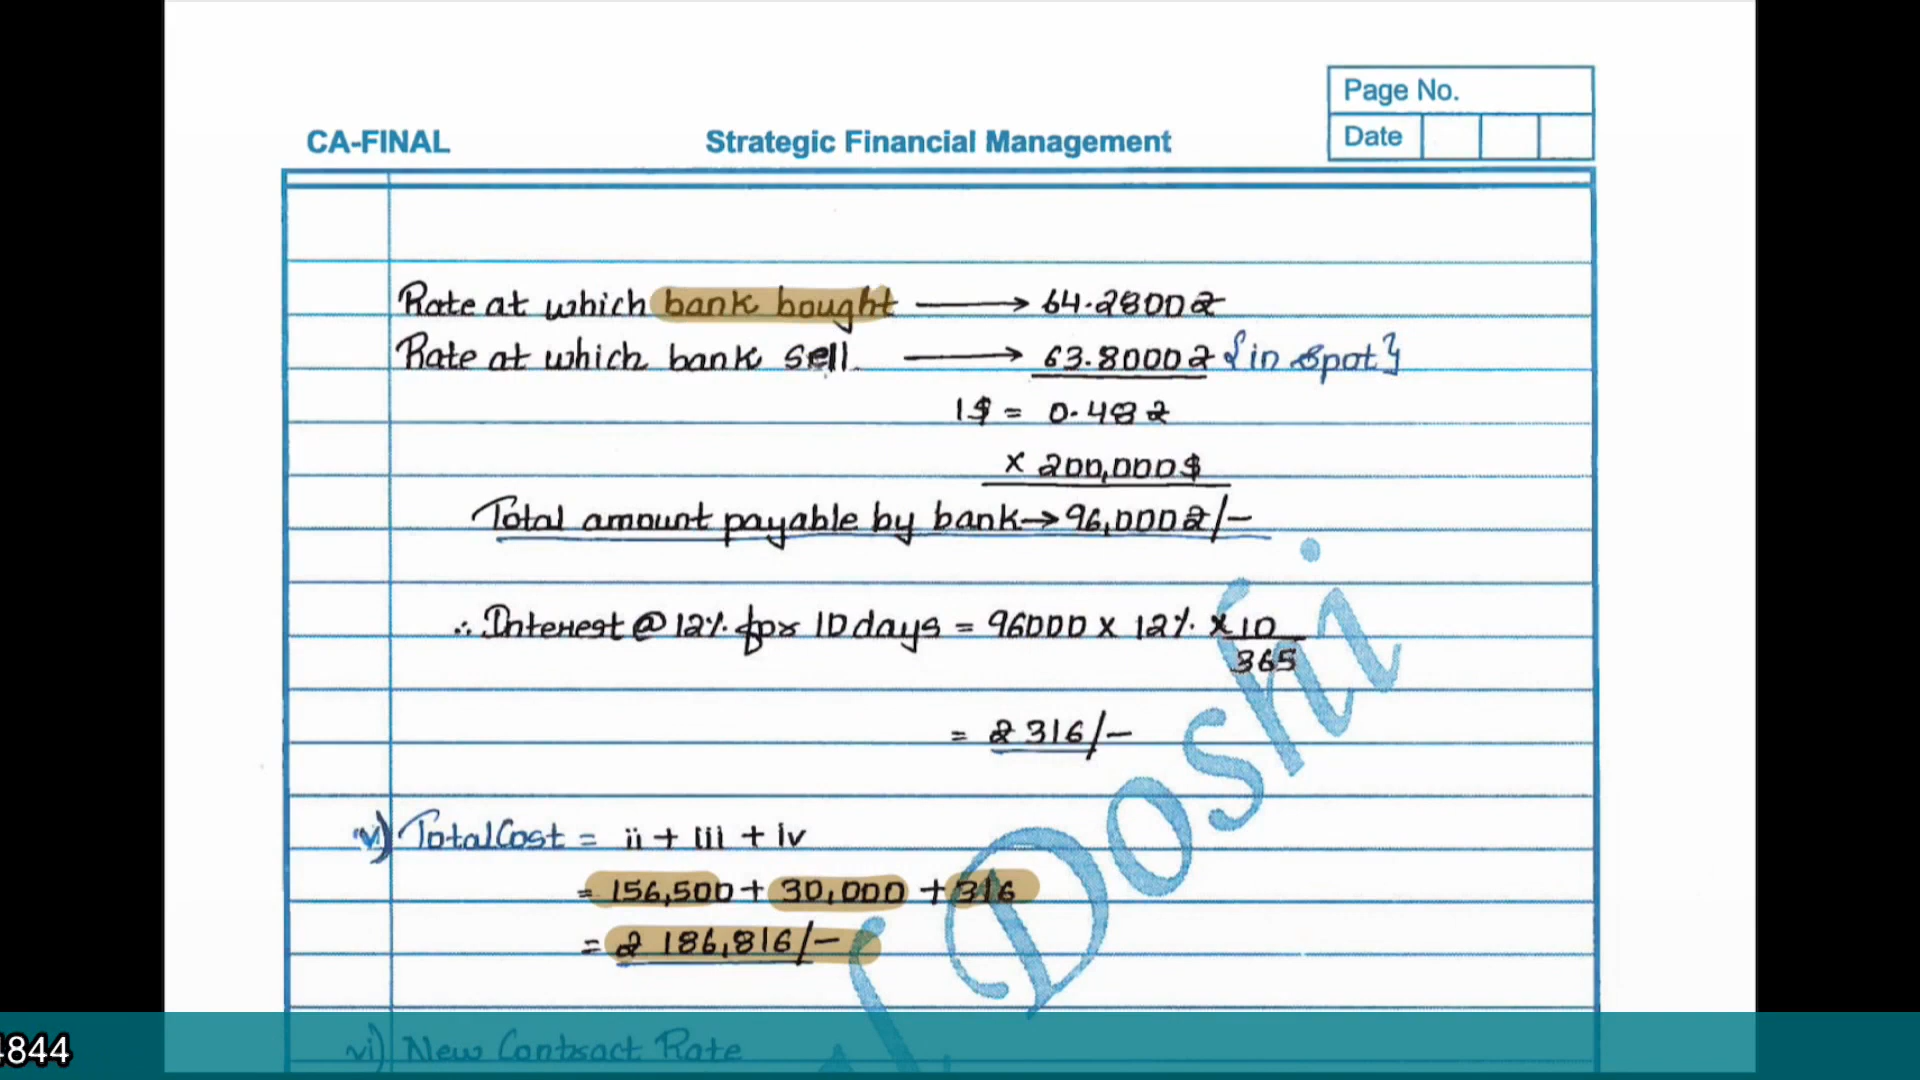 Page No.
CA-FINAL Strategic Financial Management Date
Rate at which bank bought → 64.2800₹
Rate at which bank sell. → 63.8000₹ {in spot}
1$ = 0.48₹
x 200,000$
Total amount payable by bank → 96,000₹/-
∴ Interest @ 12% for 10 days = 96000 x 12% x 10
365
= ₹ 316/-
v) Total Cost = ii + iii + iv
= 156,500 + 30,000 + 316
= ₹ 186,816/-
vi) New Contract Rate
4844
Doshi